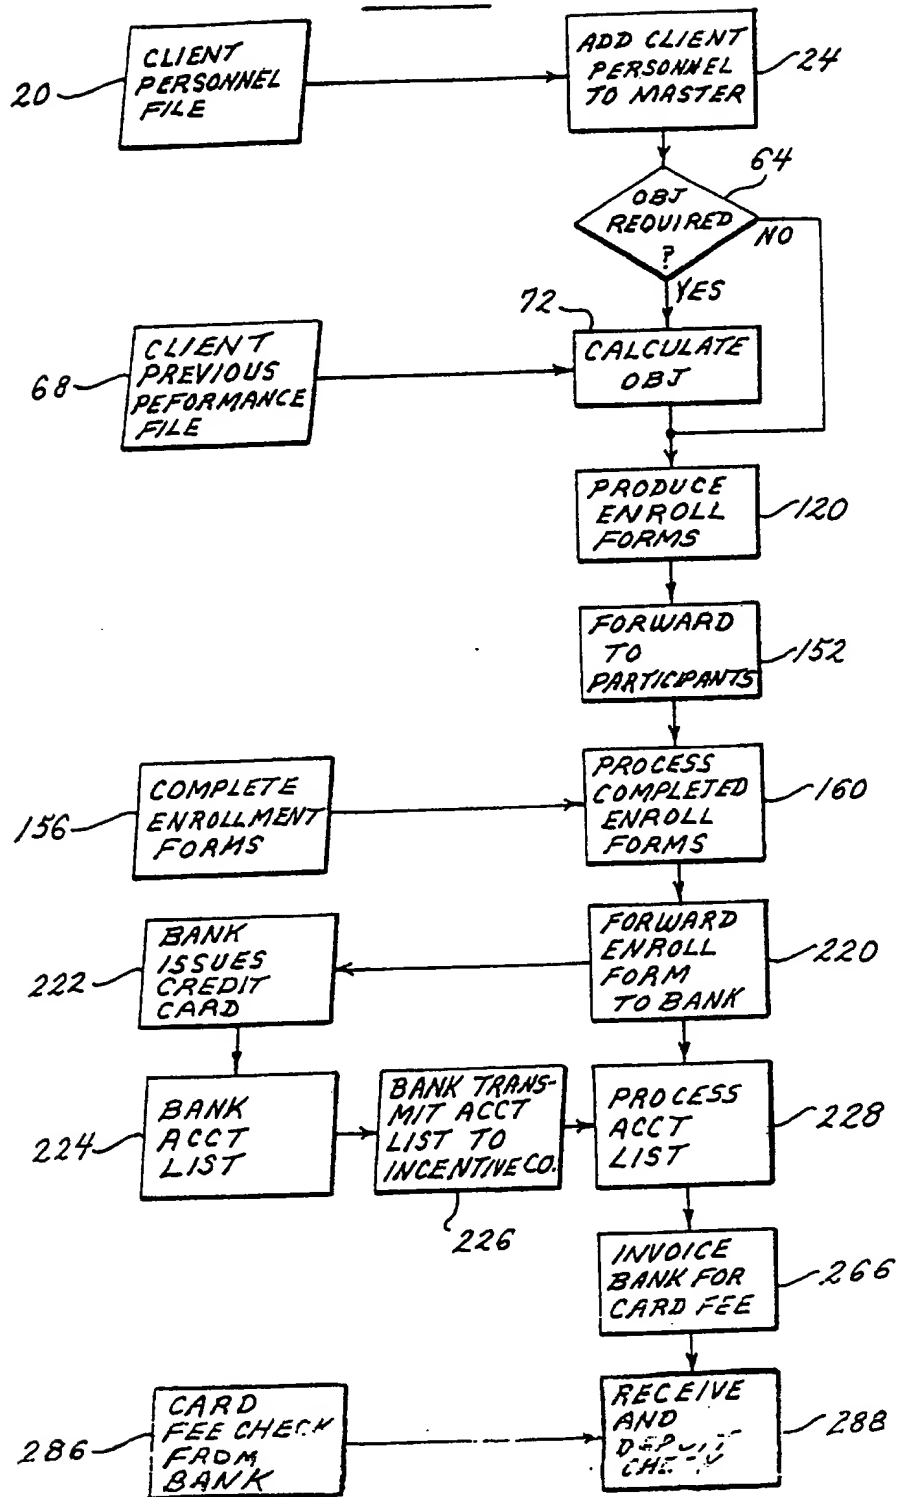 CLIENT
PERSONNEL
FILE
20
ADD CLIENT
PERSONNEL
TO MASTER
24
OBJ
REQUIRED
?
64
NO
YES
72
CALCULATE
OBJ
CLIENT
PREVIOUS
PEFORMANCE
FILE
68
PRODUCE
ENROLL
FORMS
120
FORWARD
TO
PARTICIPANTS
152
COMPLETE
ENROLLMENT
FORMS
156
PROCESS
COMPLETED
ENROLL
FORMS
160
FORWARD
ENROLL
FORM
TO BANK
220
BANK
ISSUES
CREDIT
CARD
222
BANK
ACCT
LIST
224
BANK TRANS-
MIT ACCT
LIST TO
INCENTIVE CO.
226
PROCESS
ACCT
LIST
228
INVOICE
BANK FOR
CARD FEE
266
CARD
FEE CHECK
FROM
BANK
286
RECEIVE
AND
288